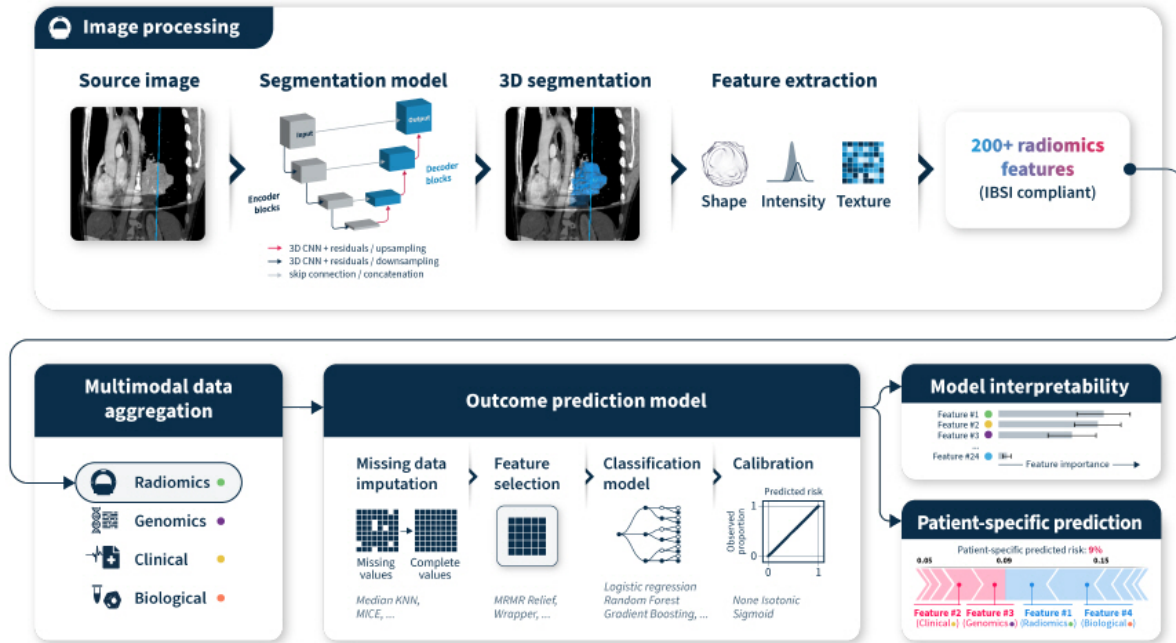 Image processing
Source image
Segmentation model
3D segmentation
Feature extraction
Input
Output
Encoder
blocks
Decoder
blocks
3D CNN + residuals / upsampling
3D CNN + residuals / downsampling
skip connection / concatenation
Shape
Intensity
Texture
200+ radiomics
features
(IBSI compliant)
Multimodal data
aggregation
Radiomics
Genomics
Clinical
Biological
Outcome prediction model
Missing data
imputation
Missing
values
Complete
values
Median KNN,
MICE, ...
Feature
selection
MRMR Relief,
Wrapper, ...
Classification
model
Logistic regression
Random Forest
Gradient Boosting, ...
Calibration
Predicted risk
Observed
proportion
1
0
0
1
None Isotonic
Sigmoid
Model interpretability
Feature #1
Feature #2
Feature #3
...
Feature #24
Feature importance
Patient-specific prediction
Patient-specific predicted risk: 9%
0.05
0.09
0.15
Feature #2
(Clinical)
Feature #3
(Genomics)
Feature #1
(Radiomics)
Feature #4
(Biological)